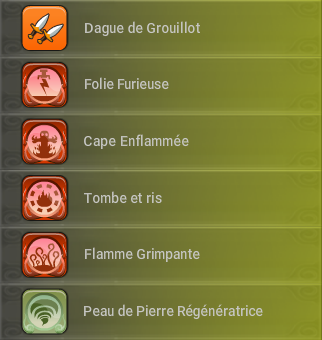 Dague de Grouillot
Folie Furieuse
Cape Enflammée
Tombe et ris
Flamme Grimpante
Peau de Pierre Régénératrice